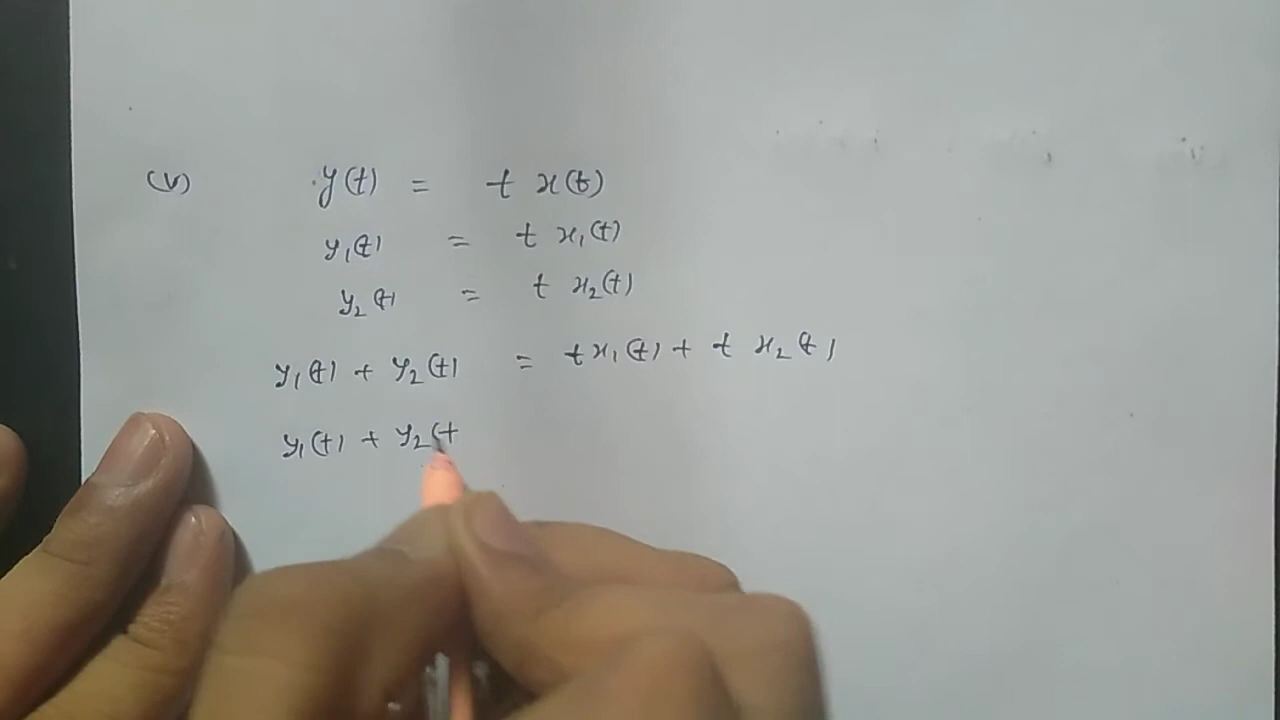 (V) y(t) = t x(t)
y₁(t) = t x₁(t)
y₂(t) = t x₂(t)
y₁(t) + y₂(t) = t x₁(t) + t x₂(t)
y₁(t) + y₂(t